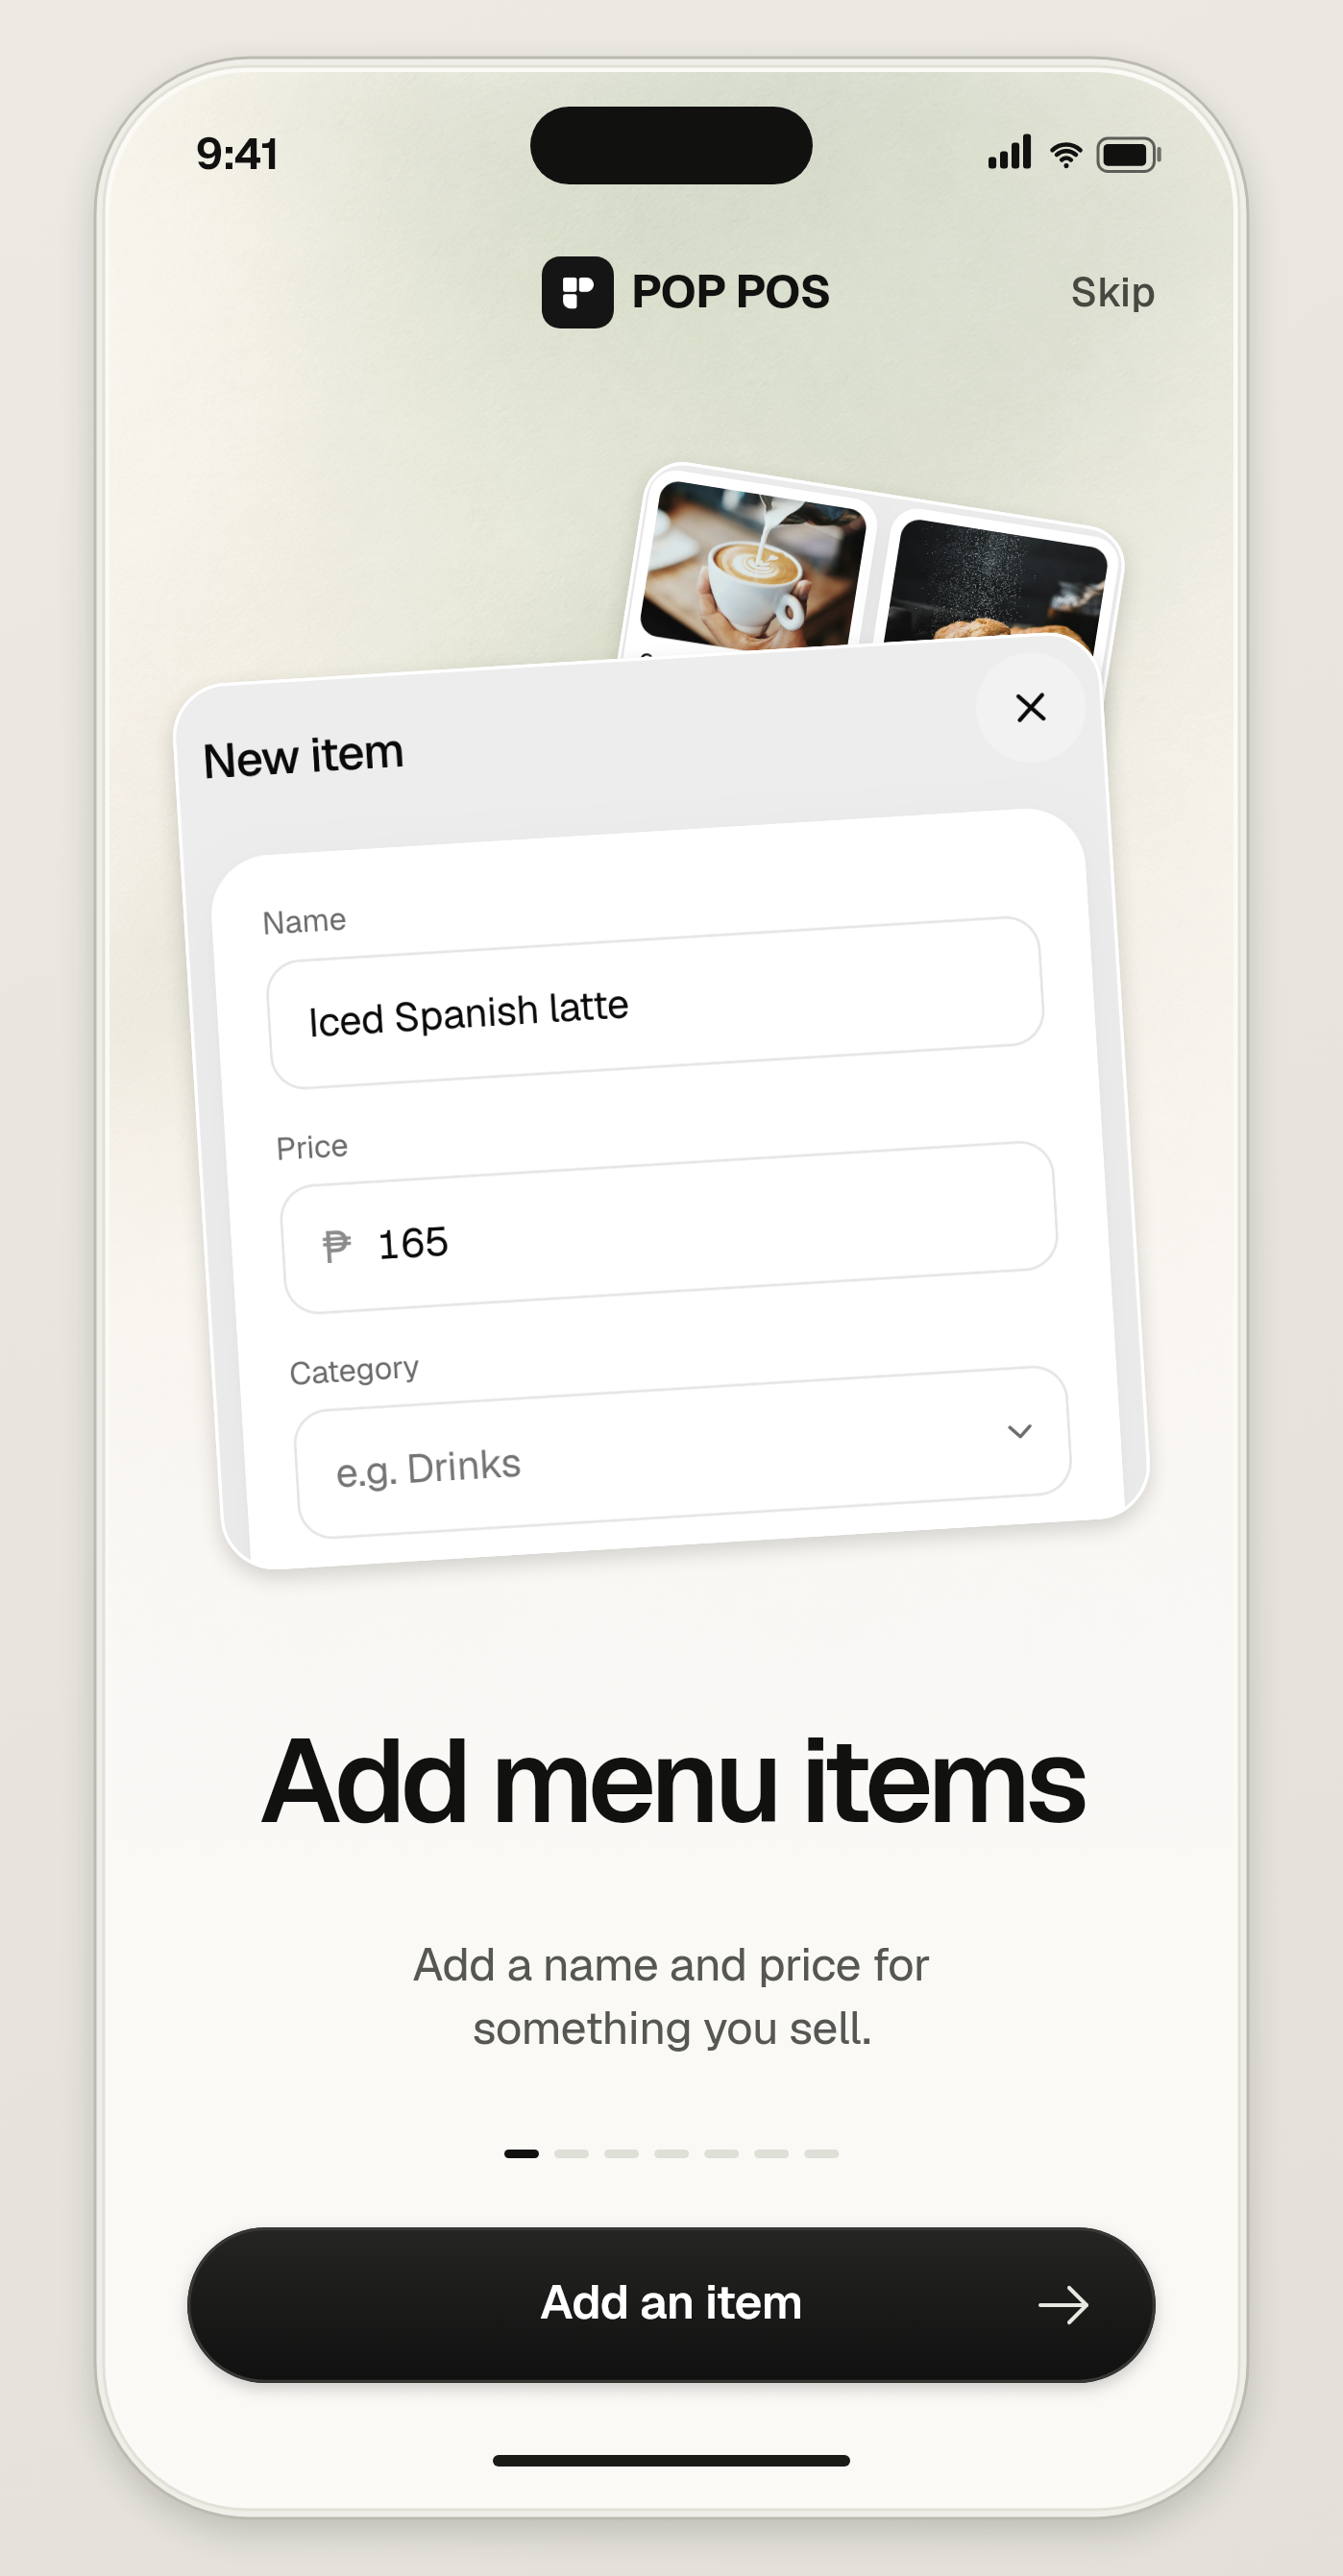 9:41
POP POS
Skip
New item
Name
Iced Spanish latte
Price
₱ 165
Category
e.g. Drinks
Add menu items
Add a name and price for
something you sell.
Add an item